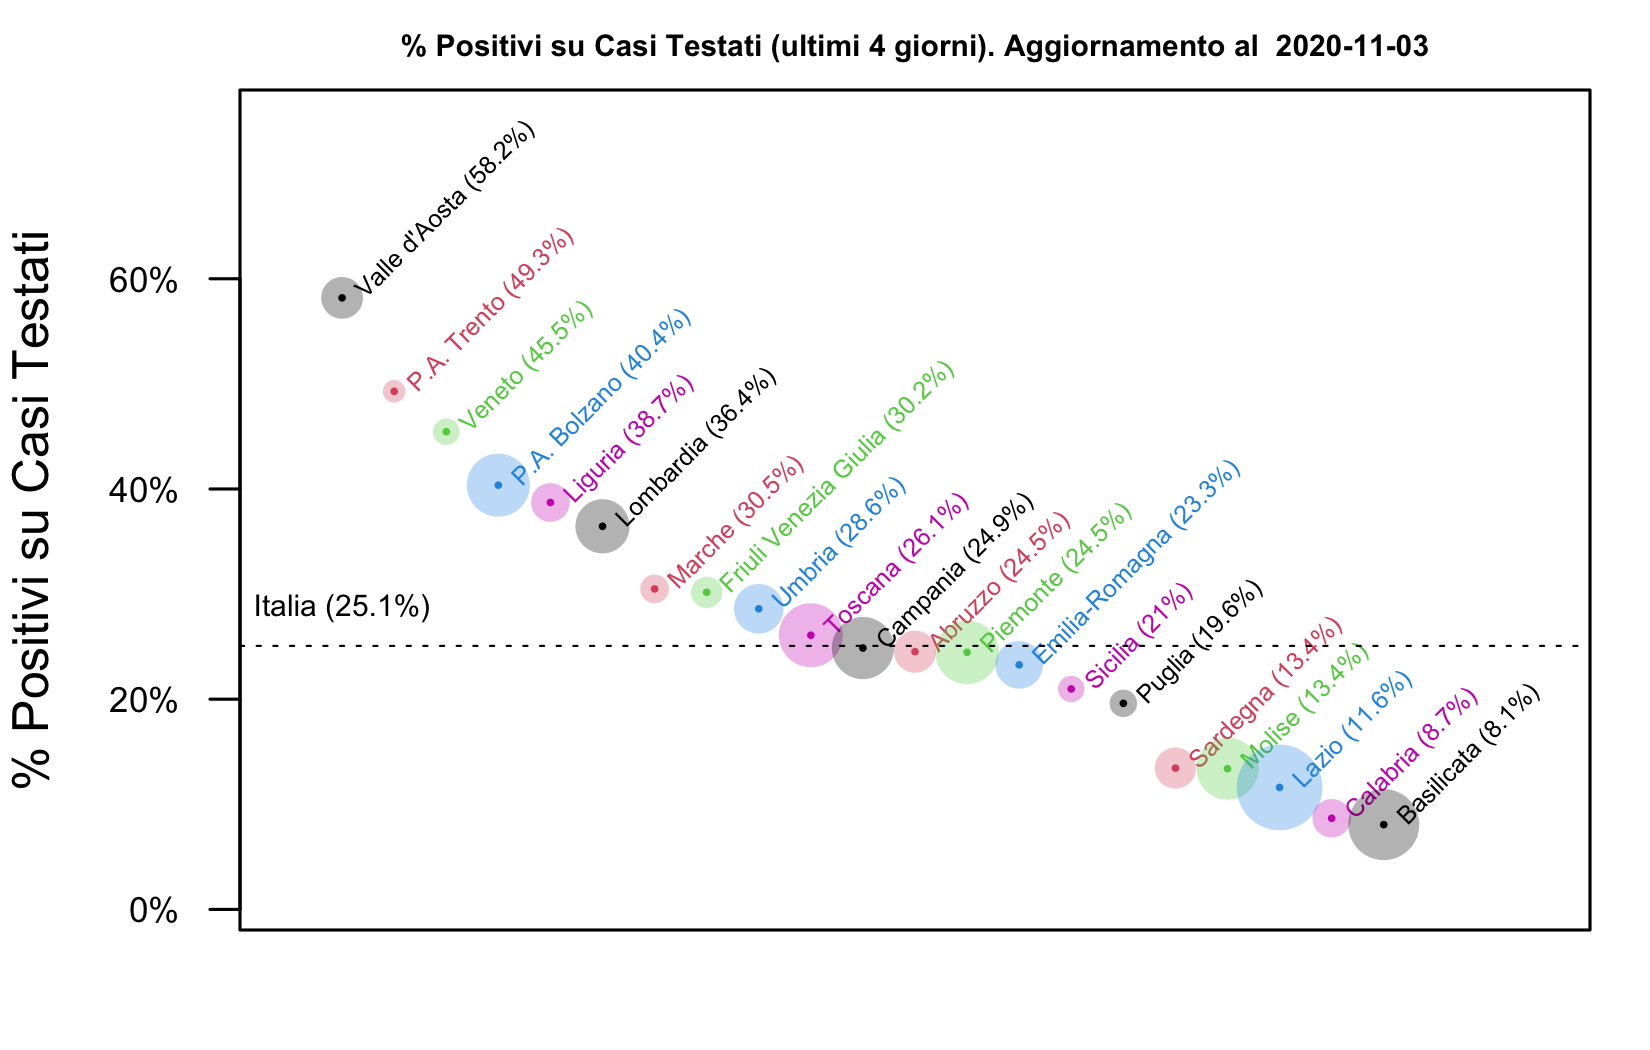 % Positivi su Casi Testati (ultimi 4 giorni). Aggiornamento al  2020-11-03
% Positivi su Casi Testati
60%
40%
20%
0%
Italia (25.1%)
Valle d'Aosta (58.2%)
P.A. Trento (49.3%)
Veneto (45.5%)
P.A. Bolzano (40.4%)
Liguria (38.7%)
Lombardia (36.4%)
Marche (30.5%)
Friuli Venezia Giulia (30.2%)
Umbria (28.6%)
Toscana (26.1%)
Campania (24.9%)
Abruzzo (24.5%)
Piemonte (24.5%)
Emilia-Romagna (23.3%)
Sicilia (21%)
Puglia (19.6%)
Sardegna (13.4%)
Molise (13.4%)
Lazio (11.6%)
Calabria (8.7%)
Basilicata (8.1%)